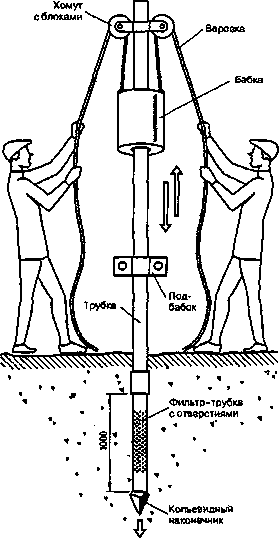 Хомут
с блоками
Веревка
Бабка
Под-
бабок
Трубка
Фильтр-трубка
с отверстиями
1000
Копьевидный
наконечник